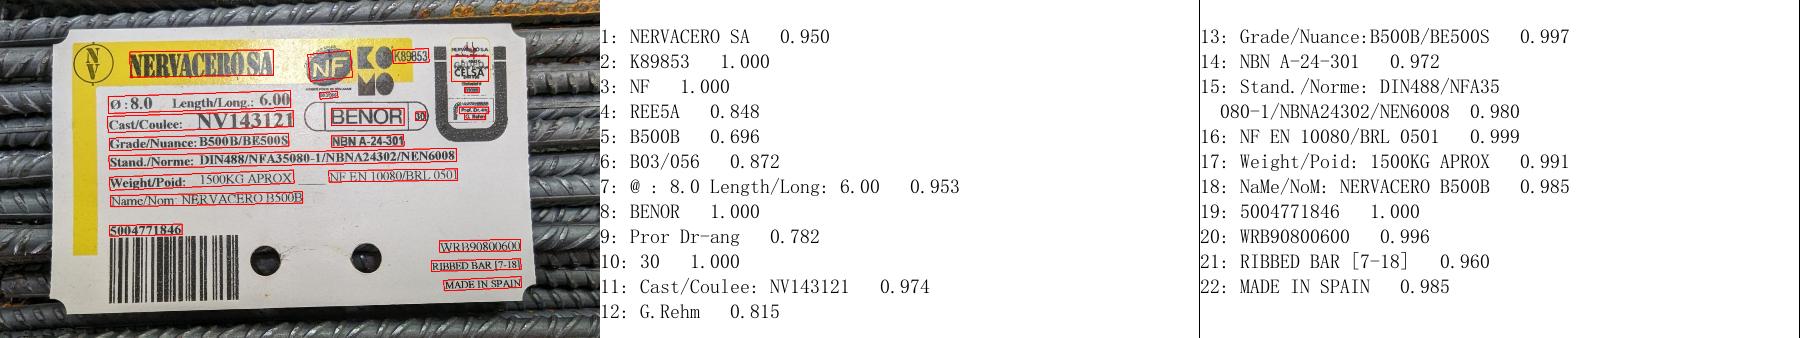 NV
NERVACERO SA
NF
KOMO
K89853
CELSA
Ø : 8.0 Length/Long.: 6.00
Cast/Coulee: NV143121
BENOR
30
Grade/Nuance: B500B/BE500S
NBN A-24-301
Stand./Norme: DIN488/NFA35080-1/NBNA24302/NEN6008
Weight/Poid: 1500KG APROX
NF EN 10080/BRL 0501
Name/Nom: NERVACERO B500B
5004771846
WRB90800600
RIBBED BAR [7-18]
MADE IN SPAIN
1: NERVACERO SA 0.950
2: K89853 1.000
3: NF 1.000
4: REE5A 0.848
5: B500B 0.696
6: B03/056 0.872
7: @ : 8.0 Length/Long: 6.00 0.953
8: BENOR 1.000
9: Pror Dr-ang 0.782
10: 30 1.000
11: Cast/Coulee: NV143121 0.974
12: G.Rehm 0.815
13: Grade/Nuance:B500B/BE500S 0.997
14: NBN A-24-301 0.972
15: Stand./Norme: DIN488/NFA35
080-1/NBNA24302/NEN6008 0.980
16: NF EN 10080/BRL 0501 0.999
17: Weight/Poid: 1500KG APROX 0.991
18: NaMe/NoM: NERVACERO B500B 0.985
19: 5004771846 1.000
20: WRB90800600 0.996
21: RIBBED BAR [7-18] 0.960
22: MADE IN SPAIN 0.985